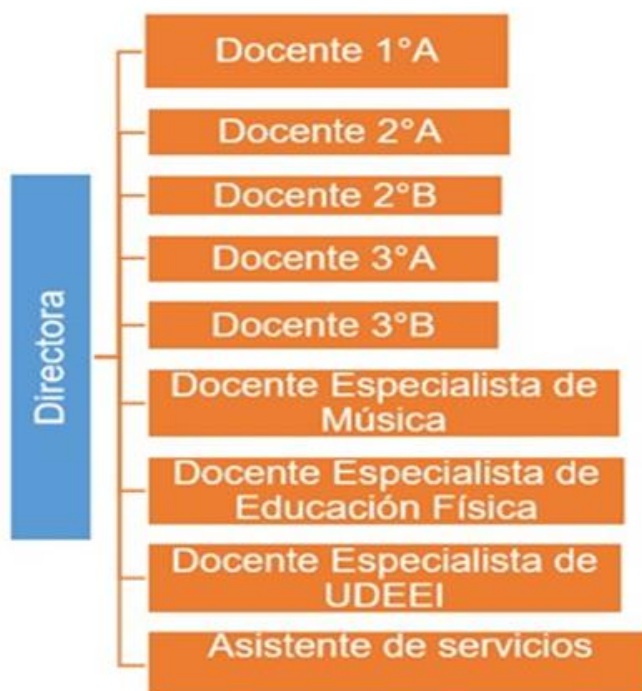 Directora
Docente 1°A
Docente 2°A
Docente 2°B
Docente 3°A
Docente 3°B
Docente Especialista de
Música
Docente Especialista de
Educación Física
Docente Especialista de
UDEEI
Asistente de servicios